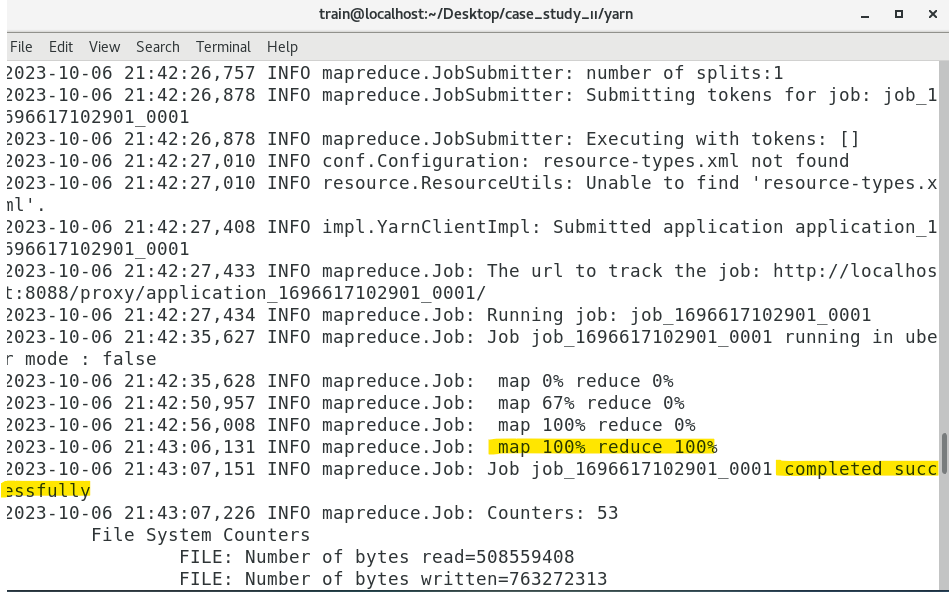 train@localhost:~/Desktop/case_study_II/yarn
File Edit View Search Terminal Help
2023-10-06 21:42:26,757 INFO mapreduce.JobSubmitter: number of splits:1
2023-10-06 21:42:26,878 INFO mapreduce.JobSubmitter: Submitting tokens for job: job_1
696617102901_0001
2023-10-06 21:42:26,878 INFO mapreduce.JobSubmitter: Executing with tokens: []
2023-10-06 21:42:27,010 INFO conf.Configuration: resource-types.xml not found
2023-10-06 21:42:27,010 INFO resource.ResourceUtils: Unable to find 'resource-types.x
ml'.
2023-10-06 21:42:27,408 INFO impl.YarnClientImpl: Submitted application application_1
696617102901_0001
2023-10-06 21:42:27,433 INFO mapreduce.Job: The url to track the job: http://localhos
t:8088/proxy/application_1696617102901_0001/
2023-10-06 21:42:27,434 INFO mapreduce.Job: Running job: job_1696617102901_0001
2023-10-06 21:42:35,627 INFO mapreduce.Job: Job job_1696617102901_0001 running in ube
r mode : false
2023-10-06 21:42:35,628 INFO mapreduce.Job:  map 0% reduce 0%
2023-10-06 21:42:50,957 INFO mapreduce.Job:  map 67% reduce 0%
2023-10-06 21:42:56,008 INFO mapreduce.Job:  map 100% reduce 0%
2023-10-06 21:43:06,131 INFO mapreduce.Job:  map 100% reduce 100%
2023-10-06 21:43:07,151 INFO mapreduce.Job: Job job_1696617102901_0001 completed succ
essfully
2023-10-06 21:43:07,226 INFO mapreduce.Job: Counters: 53
File System Counters
FILE: Number of bytes read=508559408
FILE: Number of bytes written=763272313